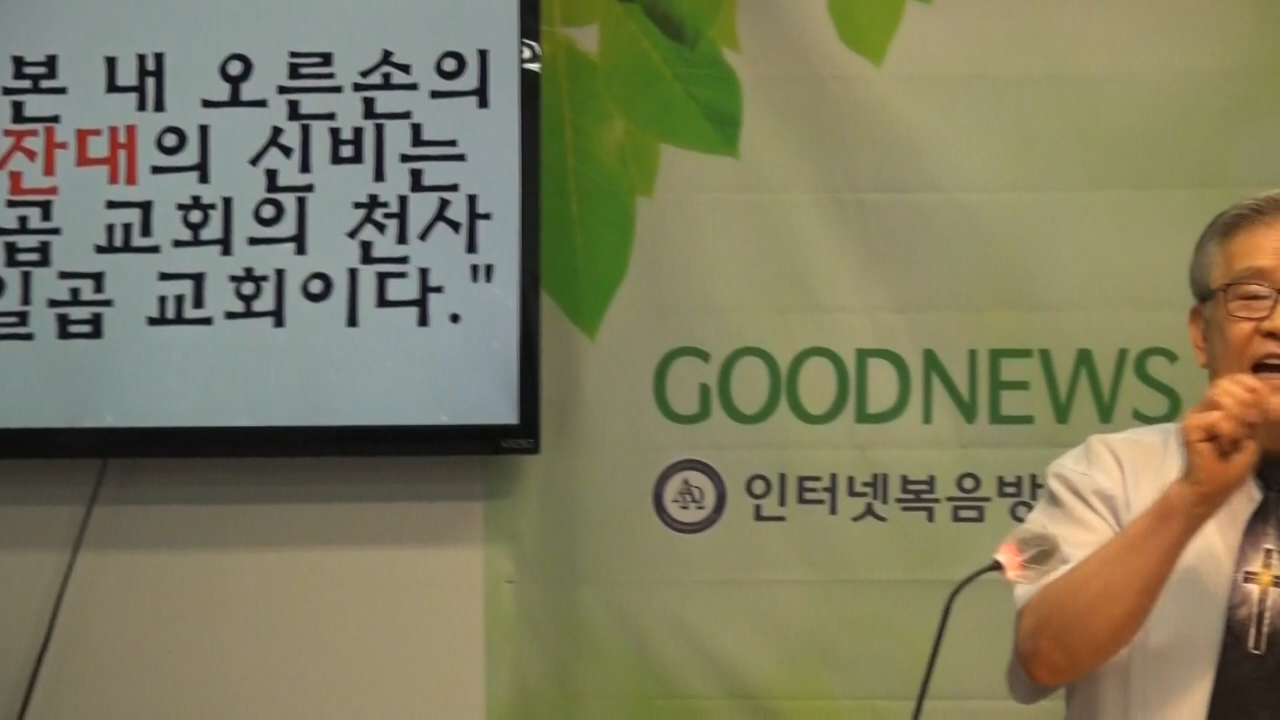 본 내 오른손의
잔대의 신비는
곱 교회의 천사
일곱 교회이다."
GOODNEWS
인터넷복음방